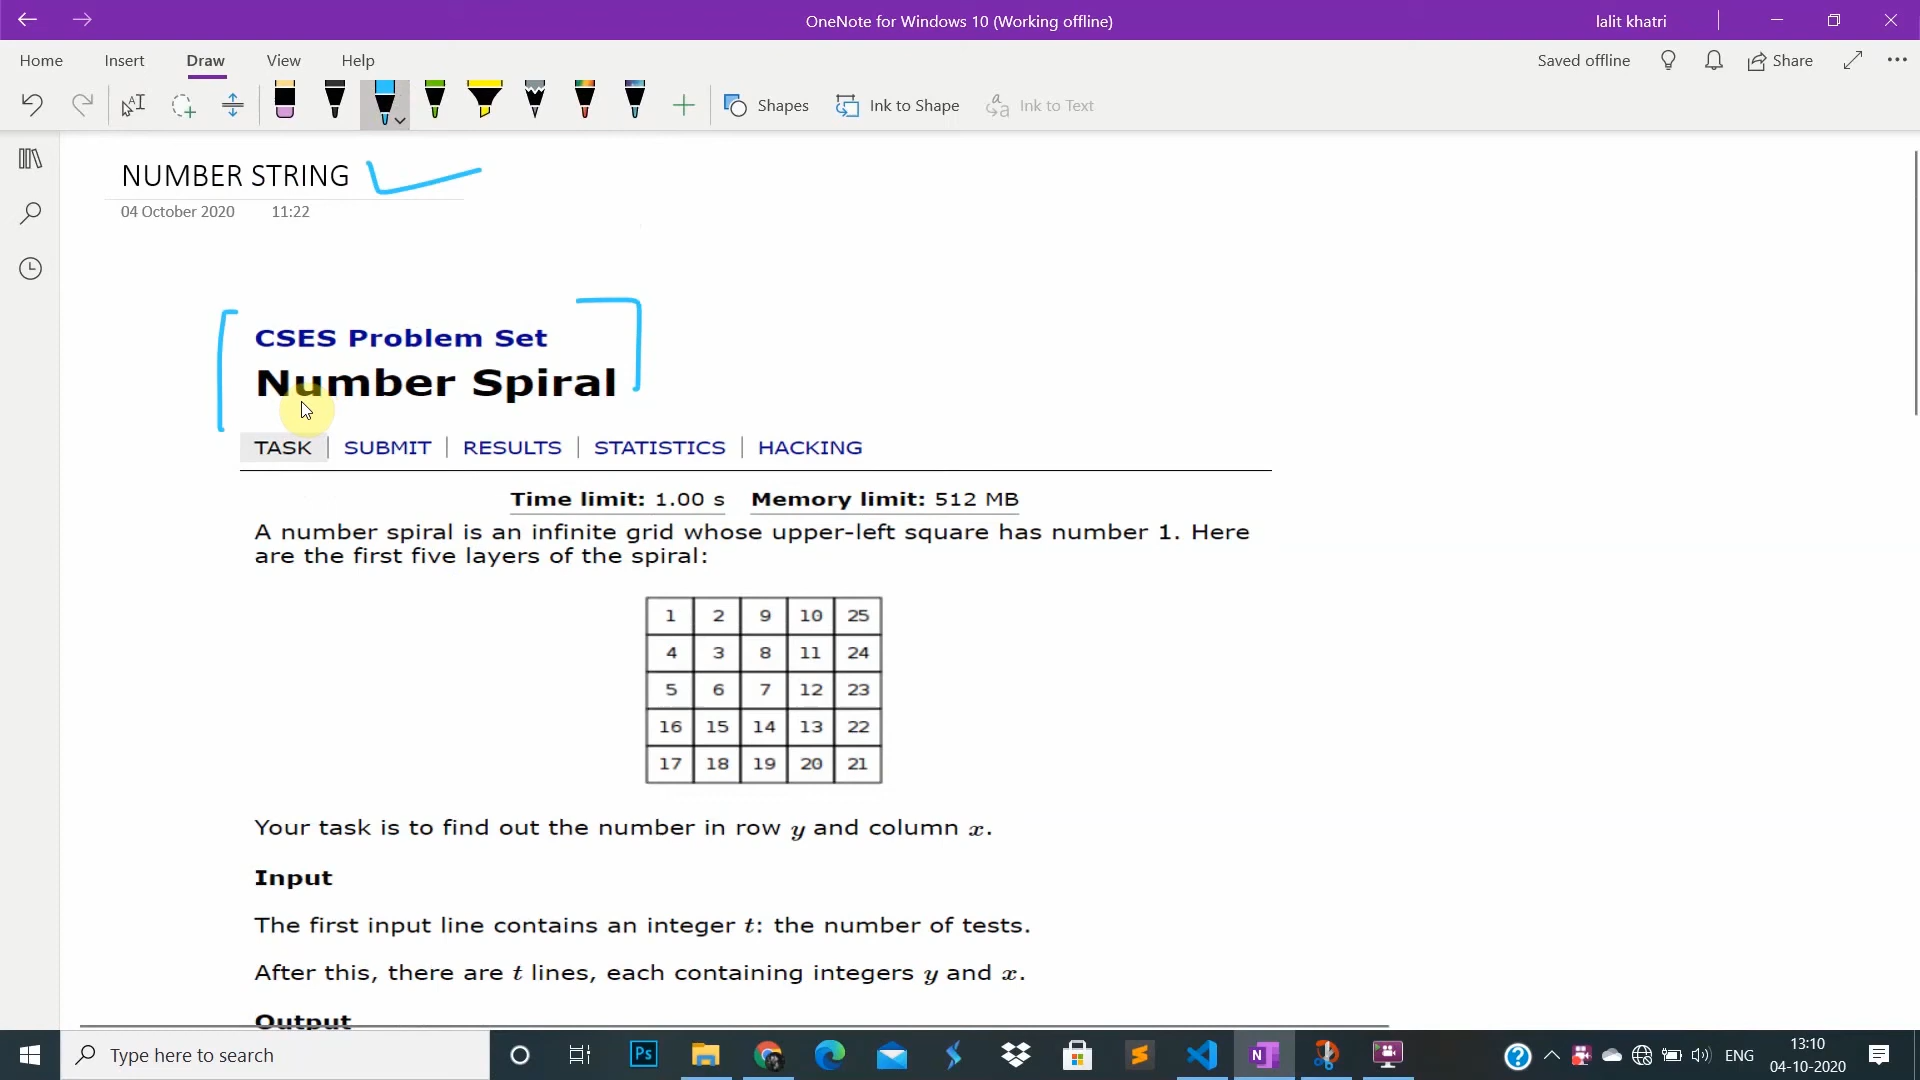 OneNote for Windows 10 (Working offline)
lalit khatri
Home Insert Draw View Help
Saved offline Share
Shapes Ink to Shape Ink to Text
NUMBER STRING
04 October 2020 11:22
CSES Problem Set
Number Spiral
TASK SUBMIT RESULTS STATISTICS HACKING
Time limit: 1.00 s Memory limit: 512 MB
A number spiral is an infinite grid whose upper-left square has number 1. Here
are the first five layers of the spiral:
1 2 9 10 25
4 3 8 11 24
5 6 7 12 23
16 15 14 13 22
17 18 19 20 21
Your task is to find out the number in row y and column x.
Input
The first input line contains an integer t: the number of tests.
After this, there are t lines, each containing integers y and x.
Output
Type here to search
Ps
N
ENG
13:10
04-10-2020